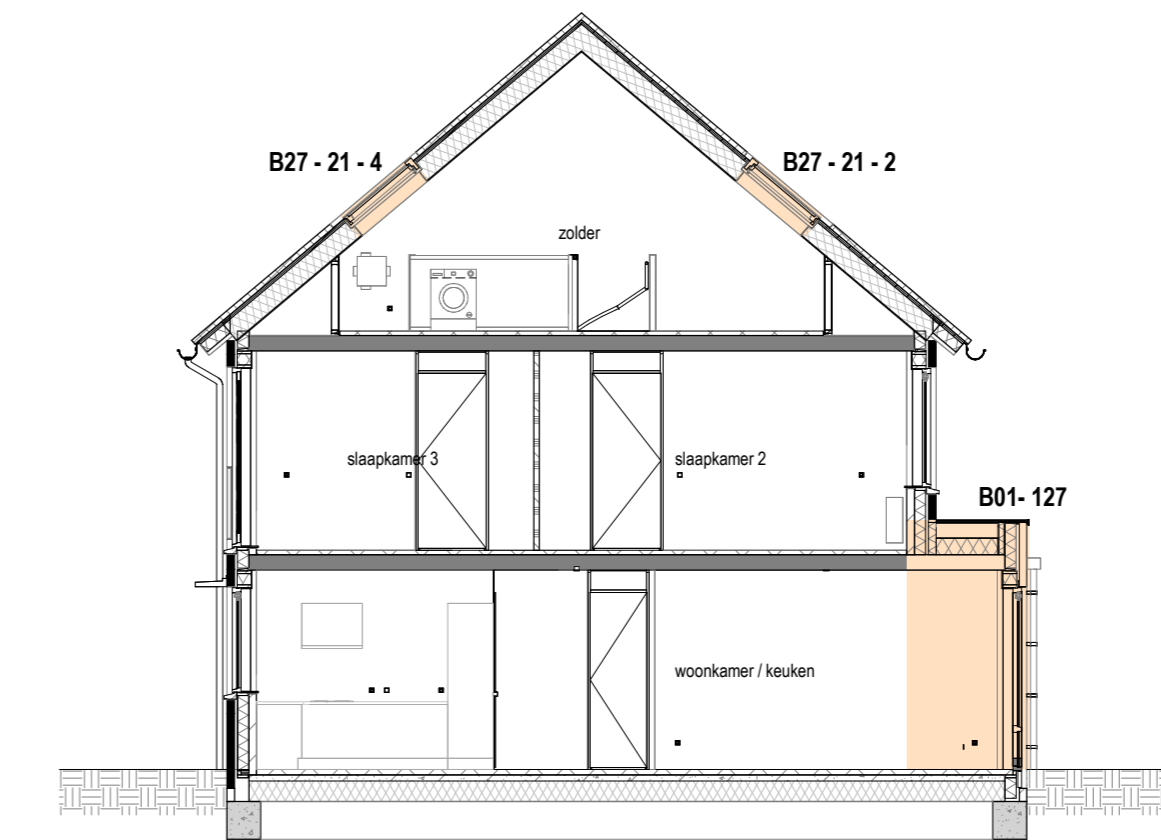 B27 - 21 - 4
B27 - 21 - 2
zolder
slaapkamer 3
slaapkamer 2
B01- 127
woonkamer / keuken